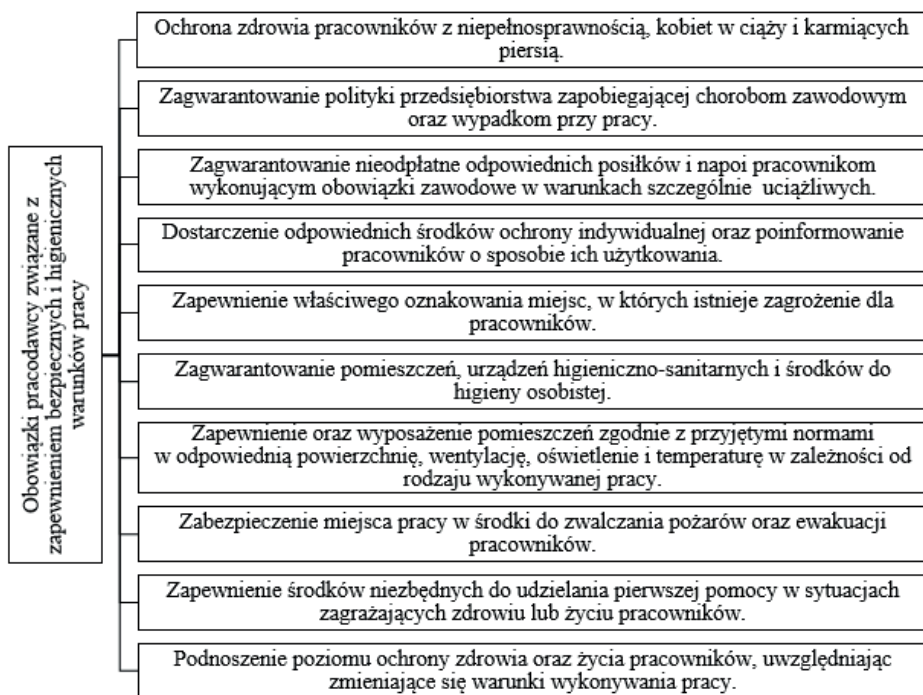 Obowiązki pracodawcy związane z
zapewnieniem bezpiecznych i higienicznych
warunków pracy
Ochrona zdrowia pracowników z niepełnosprawnością, kobiet w ciąży i karmiących
piersią.
Zagwarantowanie polityki przedsiębiorstwa zapobiegającej chorobom zawodowym
oraz wypadkom przy pracy.
Zagwarantowanie nieodpłatne odpowiednich posiłków i napoi pracownikom
wykonującym obowiązki zawodowe w warunkach szczególnie uciążliwych.
Dostarczenie odpowiednich środków ochrony indywidualnej oraz poinformowanie
pracowników o sposobie ich użytkowania.
Zapewnienie właściwego oznakowania miejsc, w których istnieje zagrożenie dla
pracowników.
Zagwarantowanie pomieszczeń, urządzeń higieniczno-sanitarnych i środków do
higieny osobistej.
Zapewnienie oraz wyposażenie pomieszczeń zgodnie z przyjętymi normami
w odpowiednią powierzchnię, wentylację, oświetlenie i temperaturę w zależności od
rodzaju wykonywanej pracy.
Zabezpieczenie miejsca pracy w środki do zwalczania pożarów oraz ewakuacji
pracowników.
Zapewnienie środków niezbędnych do udzielania pierwszej pomocy w sytuacjach
zagrażających zdrowiu lub życiu pracowników.
Podnoszenie poziomu ochrony zdrowia oraz życia pracowników, uwzględniając
zmieniające się warunki wykonywania pracy.